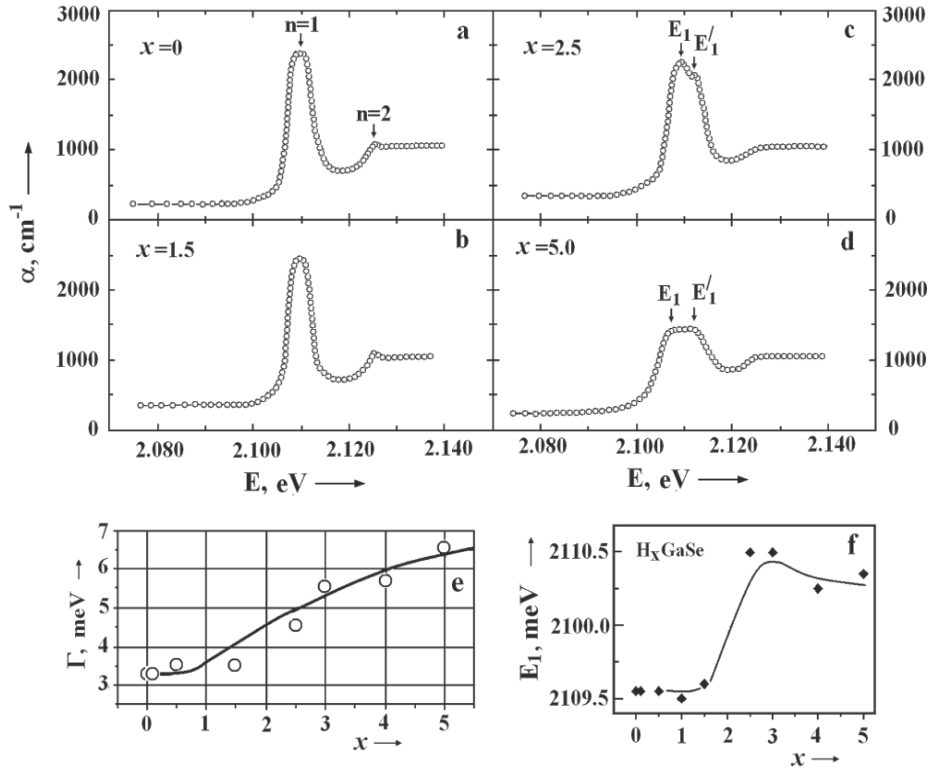 3000
a
n=1
x=0
n=2
2000
1000
0
c
3000
E1
E1/
x=2.5
2000
1000
0
α, cm-1
b
x=1.5
2000
1000
0
2.080 2.100 2.120 2.140
E, eV
d
x=5.0
E1 E1/
2000
1000
0
2.080 2.100 2.120 2.140
E, eV
7
6
5
4
3
Γ, meV
e
0 1 2 3 4 5
x
f
HxGaSe
2110.5
2100.0
2109.5
E1, meV
0 1 2 3 4 5
x